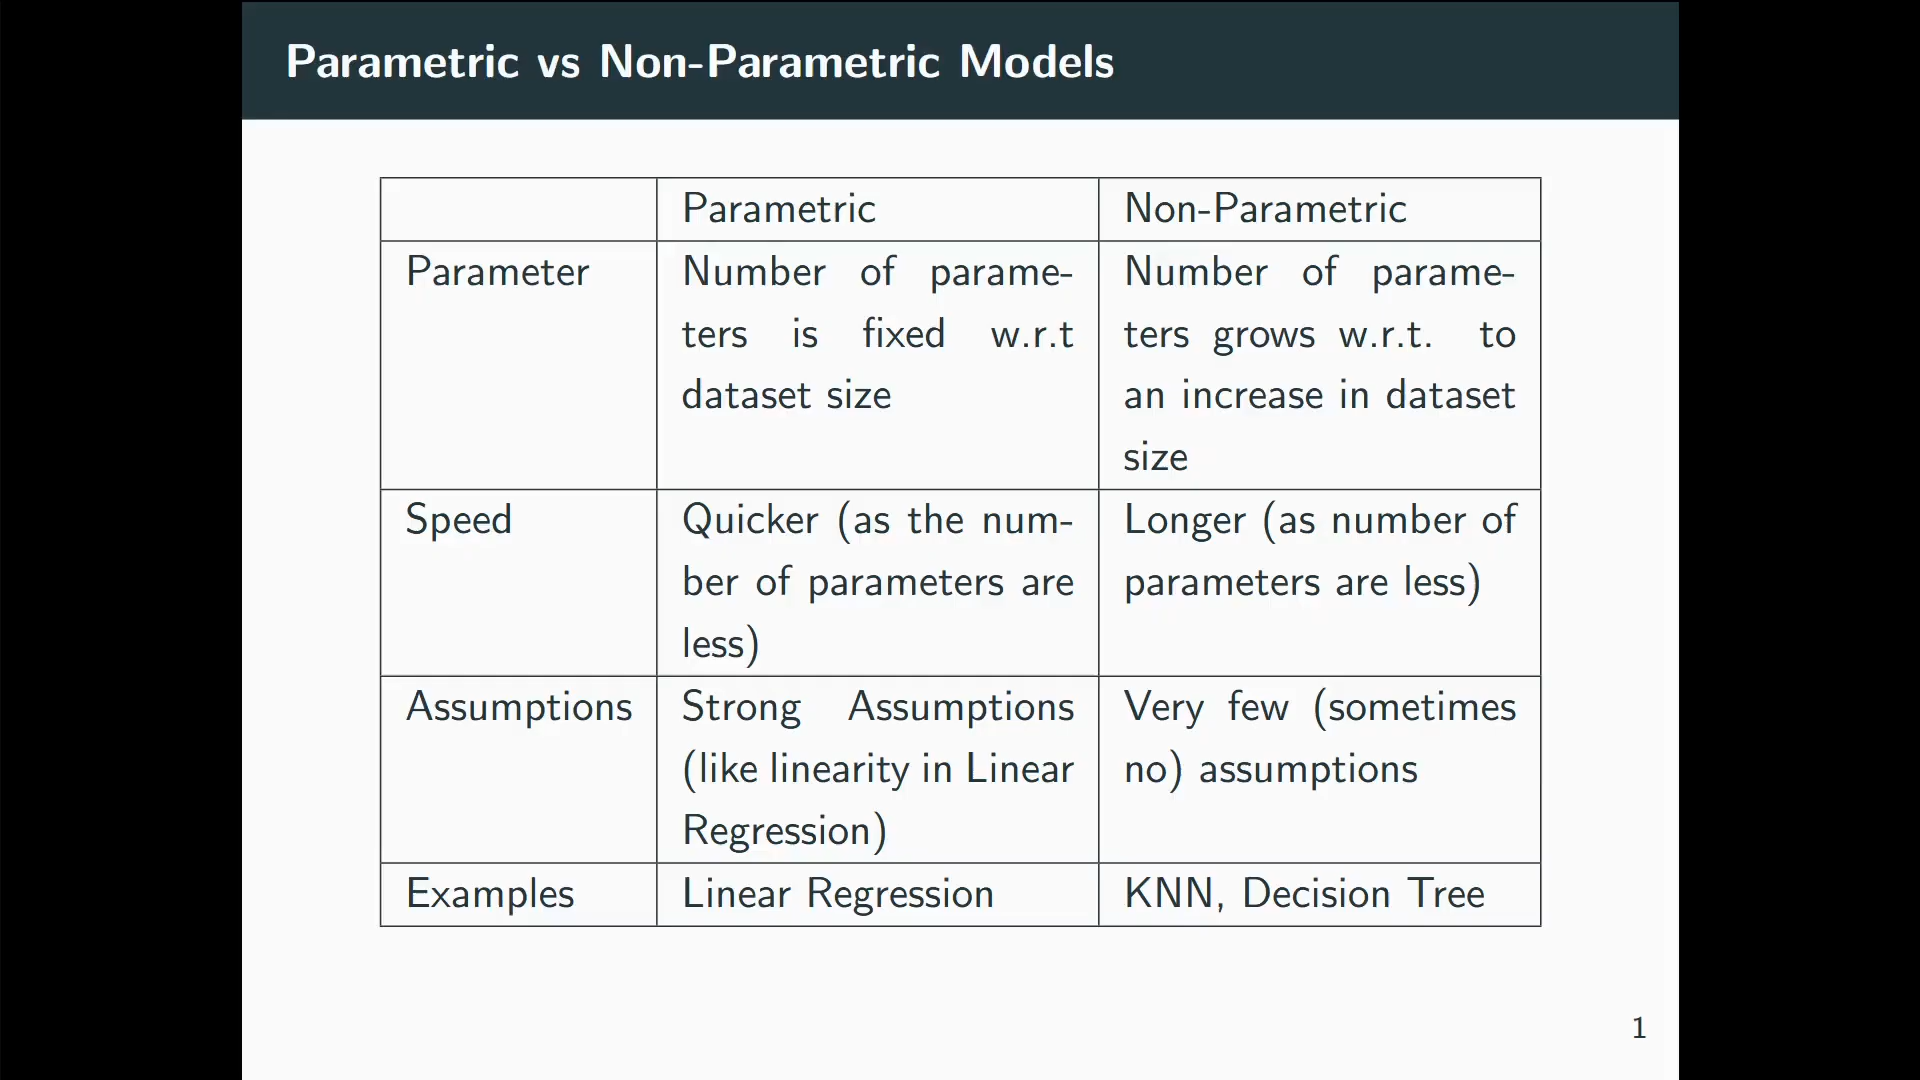 Parametric vs Non-Parametric Models
Parametric
Non-Parametric
Parameter
Number of parame-
ters is fixed w.r.t
dataset size
Number of parame-
ters grows w.r.t. to
an increase in dataset
size
Speed
Quicker (as the num-
ber of parameters are
less)
Longer (as number of
parameters are less)
Assumptions
Strong Assumptions
(like linearity in Linear
Regression)
Very few (sometimes
no) assumptions
Examples
Linear Regression
KNN, Decision Tree
1